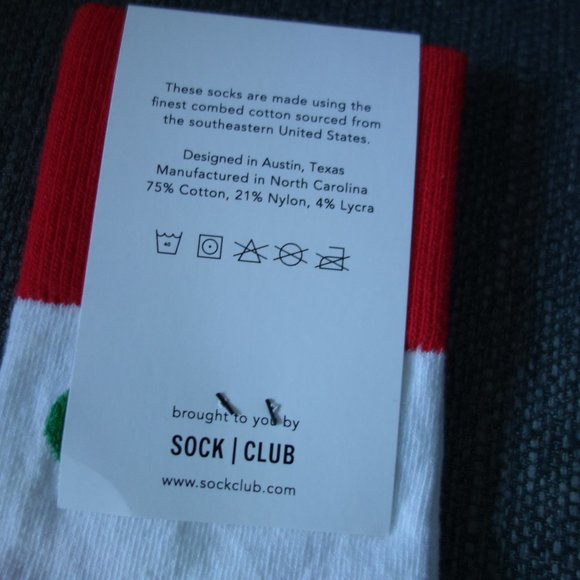 These socks are made using the
finest combed cotton sourced from
the southeastern United States.
Designed in Austin, Texas
Manufactured in North Carolina
75% Cotton, 21% Nylon, 4% Lycra
40
brought to you by
SOCK | CLUB
www.sockclub.com